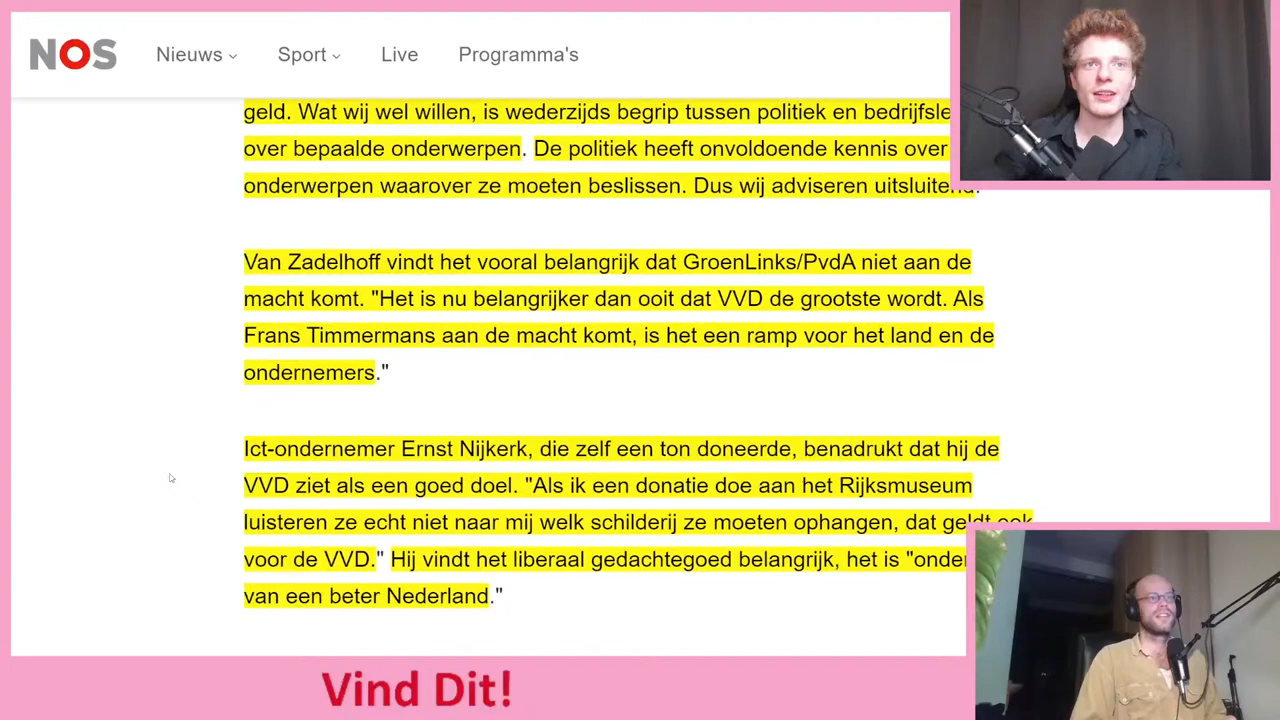 NOS Nieuws Sport Live Programma's
geld. Wat wij wel willen, is wederzijds begrip tussen politiek en bedrijfsle
over bepaalde onderwerpen. De politiek heeft onvoldoende kennis over
onderwerpen waarover ze moeten beslissen. Dus wij adviseren uitsluitend.
Van Zadelhoff vindt het vooral belangrijk dat GroenLinks/PvdA niet aan de
macht komt. "Het is nu belangrijker dan ooit dat VVD de grootste wordt. Als
Frans Timmermans aan de macht komt, is het een ramp voor het land en de
ondernemers."
Ict-ondernemer Ernst Nijkerk, die zelf een ton doneerde, benadrukt dat hij de
VVD ziet als een goed doel. "Als ik een donatie doe aan het Rijksmuseum
luisteren ze echt niet naar mij welk schilderij ze moeten ophangen, dat geldt ook
voor de VVD." Hij vindt het liberaal gedachtegoed belangrijk, het is "onder
van een beter Nederland."
Vind Dit!